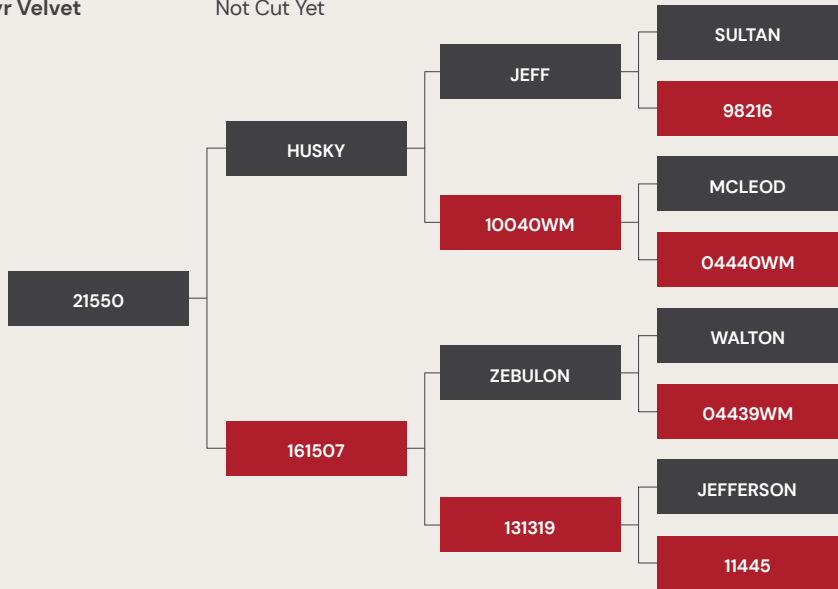 yr Velvet Not Cut Yet
SULTAN
JEFF
98216
HUSKY
MCLEOD
10040WM
04440WM
21550
WALTON
ZEBULON
04439WM
161507
JEFFERSON
131319
11445